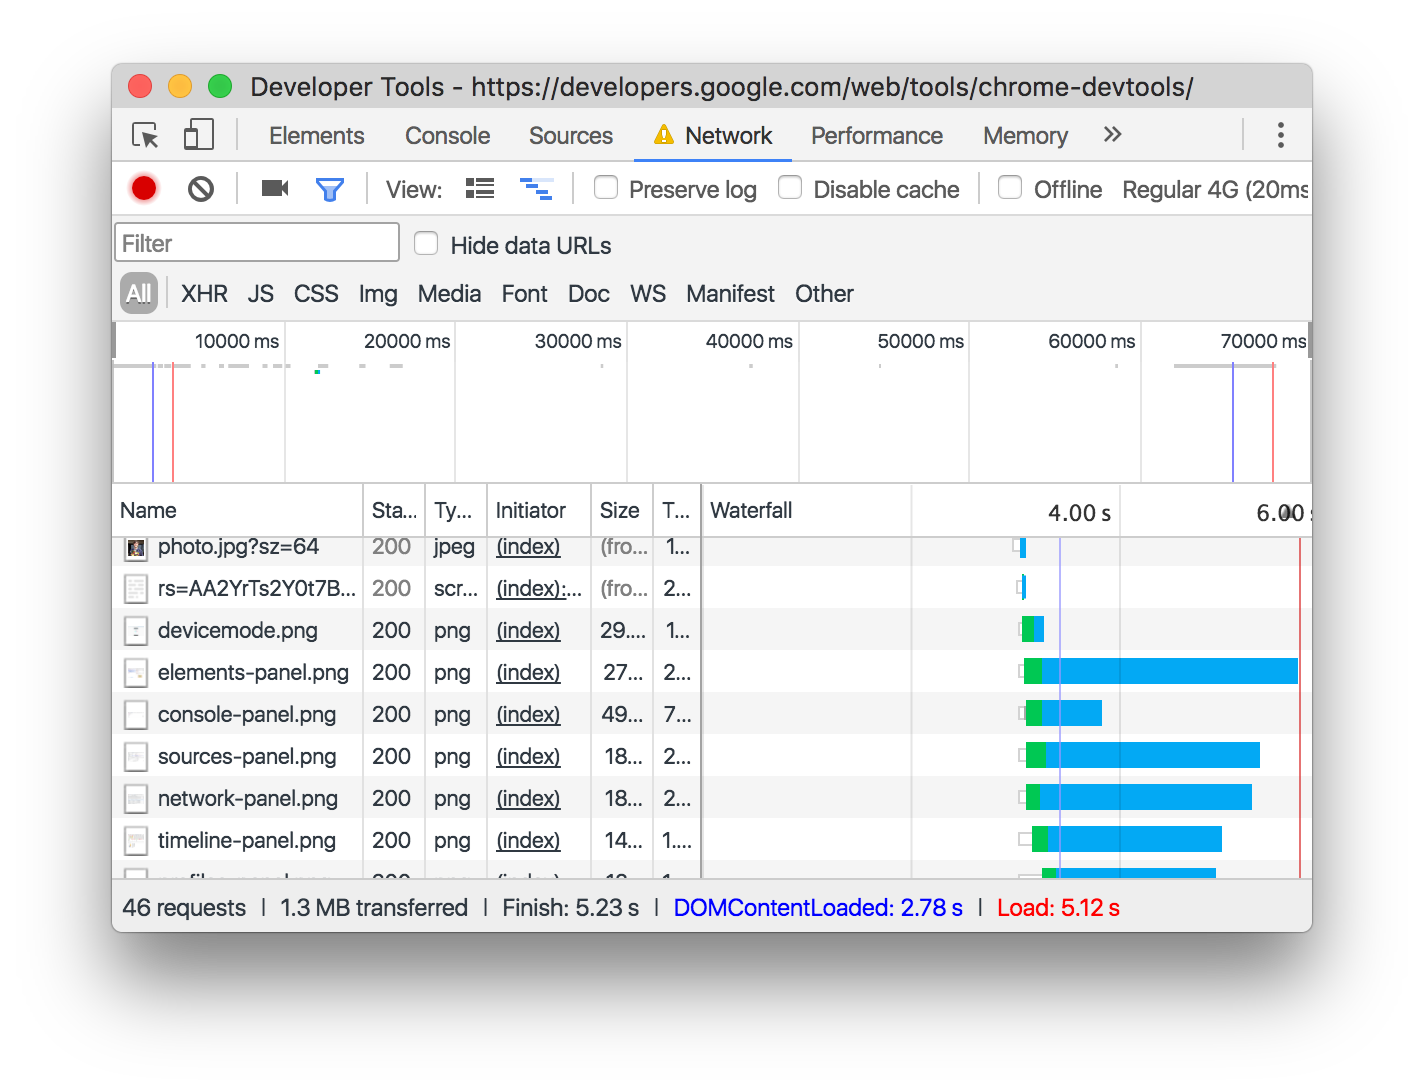 Developer Tools - https://developers.google.com/web/tools/chrome-devtools/
Elements Console Sources Network Performance Memory »
View: Preserve log Disable cache Offline Regular 4G (20ms
Filter Hide data URLs
All XHR JS CSS Img Media Font Doc WS Manifest Other
10000 ms 20000 ms 30000 ms 40000 ms 50000 ms 60000 ms 70000 ms
Name Sta... Ty... Initiator Size T... Waterfall 4.00 s 6.00 s
photo.jpg?sz=64 200 jpeg (index) (fro... 1...
rs=AA2YrTs2Y0t7B... 200 scr... (index):... (fro... 2...
devicemode.png 200 png (index) 29.... 1...
elements-panel.png 200 png (index) 27... 2...
console-panel.png 200 png (index) 49... 7...
sources-panel.png 200 png (index) 18... 2...
network-panel.png 200 png (index) 18... 2...
timeline-panel.png 200 png (index) 14... 1....
46 requests | 1.3 MB transferred | Finish: 5.23 s | DOMContentLoaded: 2.78 s | Load: 5.12 s